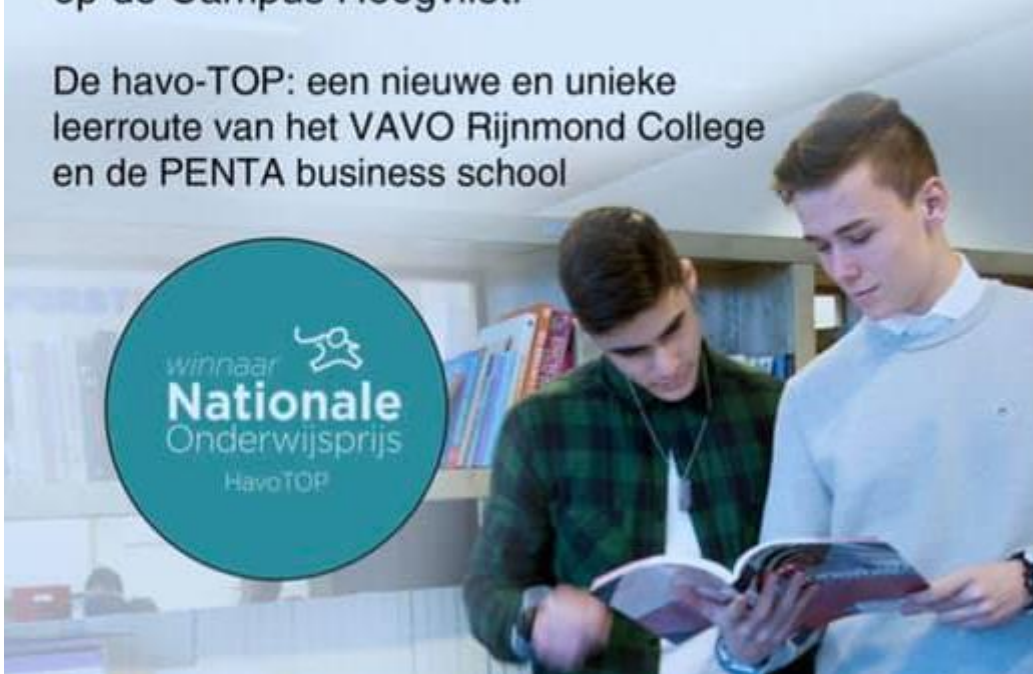 op de Campus Hoogvliet.
De havo-TOP: een nieuwe en unieke
leerroute van het VAVO Rijnmond College
en de PENTA business school
winnaar
Nationale
Onderwijsprijs
HavoTOP